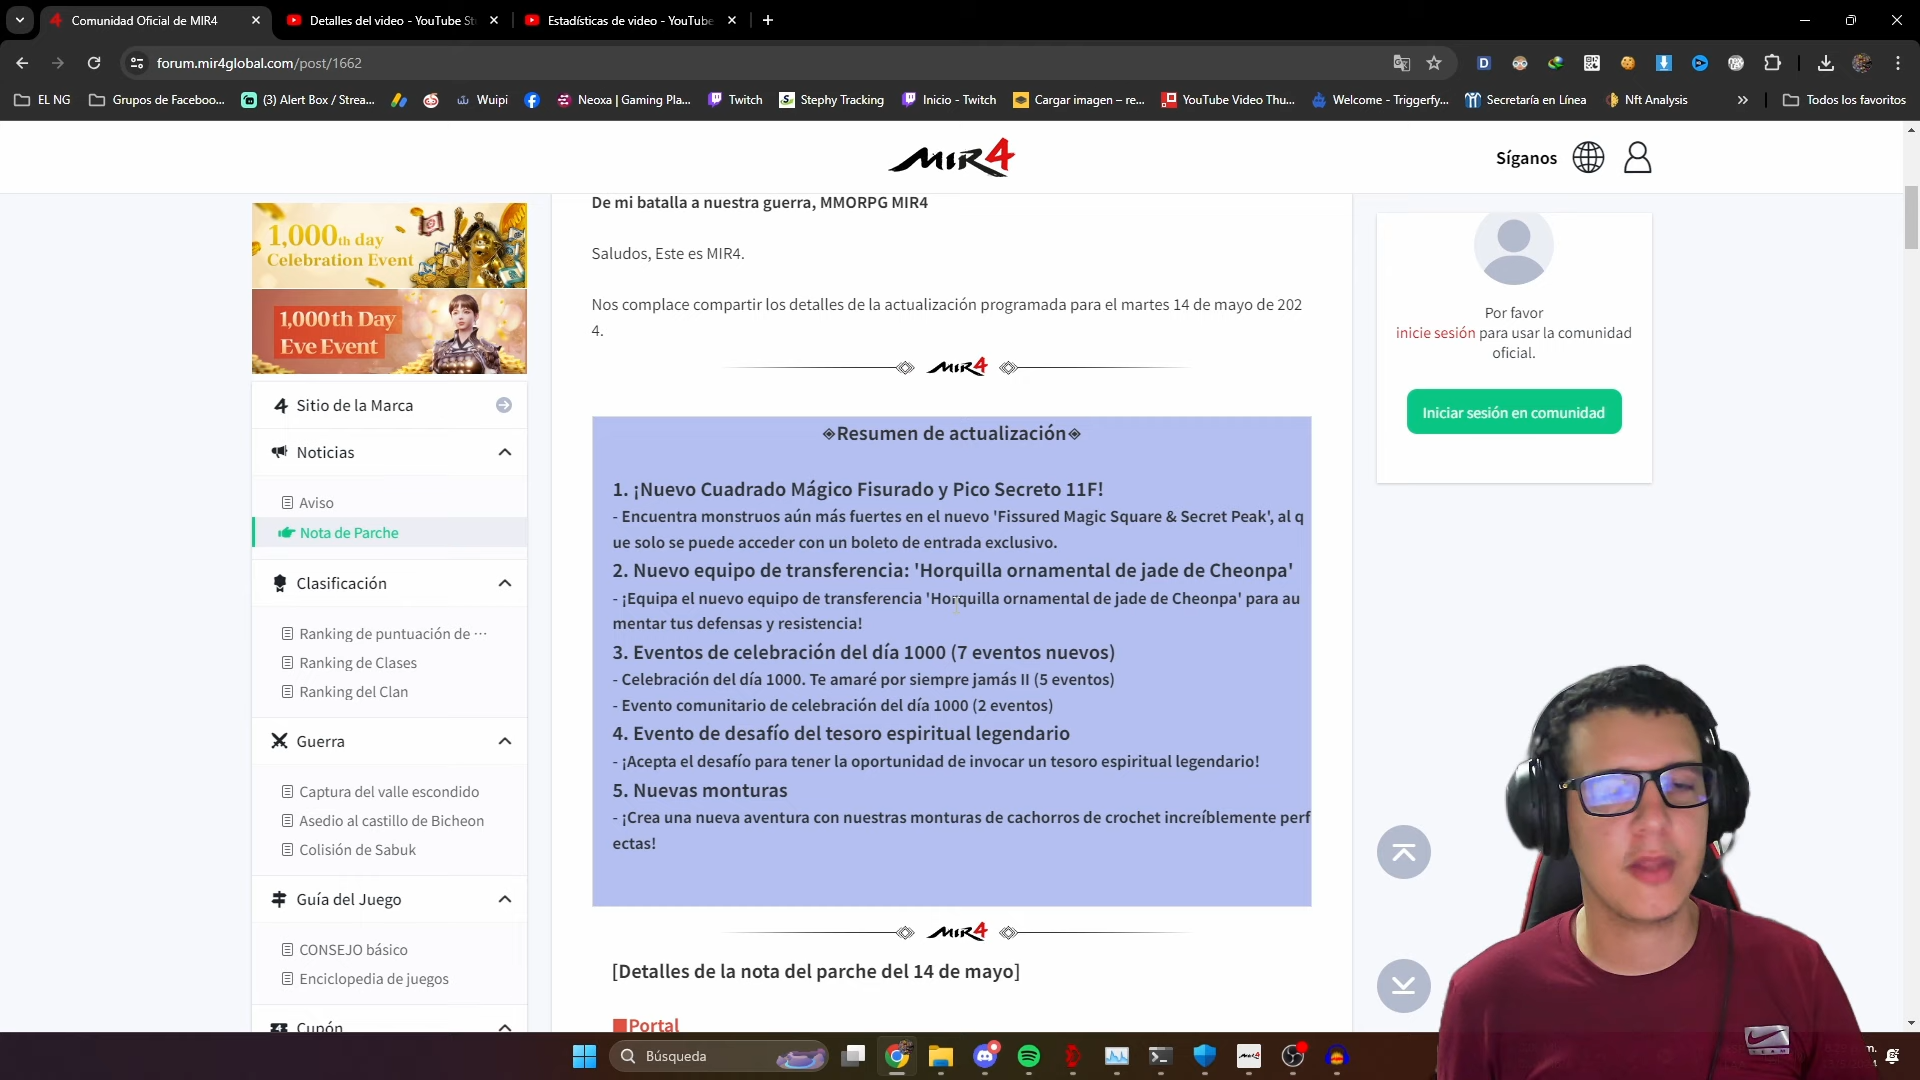 Comunidad Oficial de MIR4
Detalles del video - YouTube St
Estadísticas de video - YouTube
forum.mir4global.com/post/1662
EL NG
Grupos de Faceboo...
(3) Alert Box / Strea...
Wuipi
Neoxa | Gaming Pla...
Twitch
Stephy Tracking
Inicio - Twitch
Cargar imagen – re...
YouTube Video Thu...
Welcome - Triggerfy...
Secretaría en Línea
Nft Analysis
Todos los favoritos
MIR4
Síganos
1,000th day
Celebration Event
1,000th Day
Eve Event
Sitio de la Marca
Noticias
Aviso
Nota de Parche
Clasificación
Ranking de puntuación de ···
Ranking de Clases
Ranking del Clan
Guerra
Captura del valle escondido
Asedio al castillo de Bicheon
Colisión de Sabuk
Guía del Juego
CONSEJO básico
Enciclopedia de juegos
Cupón
De mi batalla a nuestra guerra, MMORPG MIR4
Saludos, Este es MIR4.
Nos complace compartir los detalles de la actualización programada para el martes 14 de mayo de 202
4.
MIR4
◈Resumen de actualización◈
1. ¡Nuevo Cuadrado Mágico Fisurado y Pico Secreto 11F!
- Encuentra monstruos aún más fuertes en el nuevo 'Fissured Magic Square & Secret Peak', al q
ue solo se puede acceder con un boleto de entrada exclusivo.
2. Nuevo equipo de transferencia: 'Horquilla ornamental de jade de Cheonpa'
- ¡Equipa el nuevo equipo de transferencia 'Horquilla ornamental de jade de Cheonpa' para au
mentar tus defensas y resistencia!
3. Eventos de celebración del día 1000 (7 eventos nuevos)
- Celebración del día 1000. Te amaré por siempre jamás II (5 eventos)
- Evento comunitario de celebración del día 1000 (2 eventos)
4. Evento de desafío del tesoro espiritual legendario
- ¡Acepta el desafío para tener la oportunidad de invocar un tesoro espiritual legendario!
5. Nuevas monturas
- ¡Crea una nueva aventura con nuestras monturas de cachorros de crochet increíblemente perf
ectas!
MIR4
[Detalles de la nota del parche del 14 de mayo]
■Portal
Por favor
inicie sesión para usar la comunidad
oficial.
Iniciar sesión en comunidad
Búsqueda